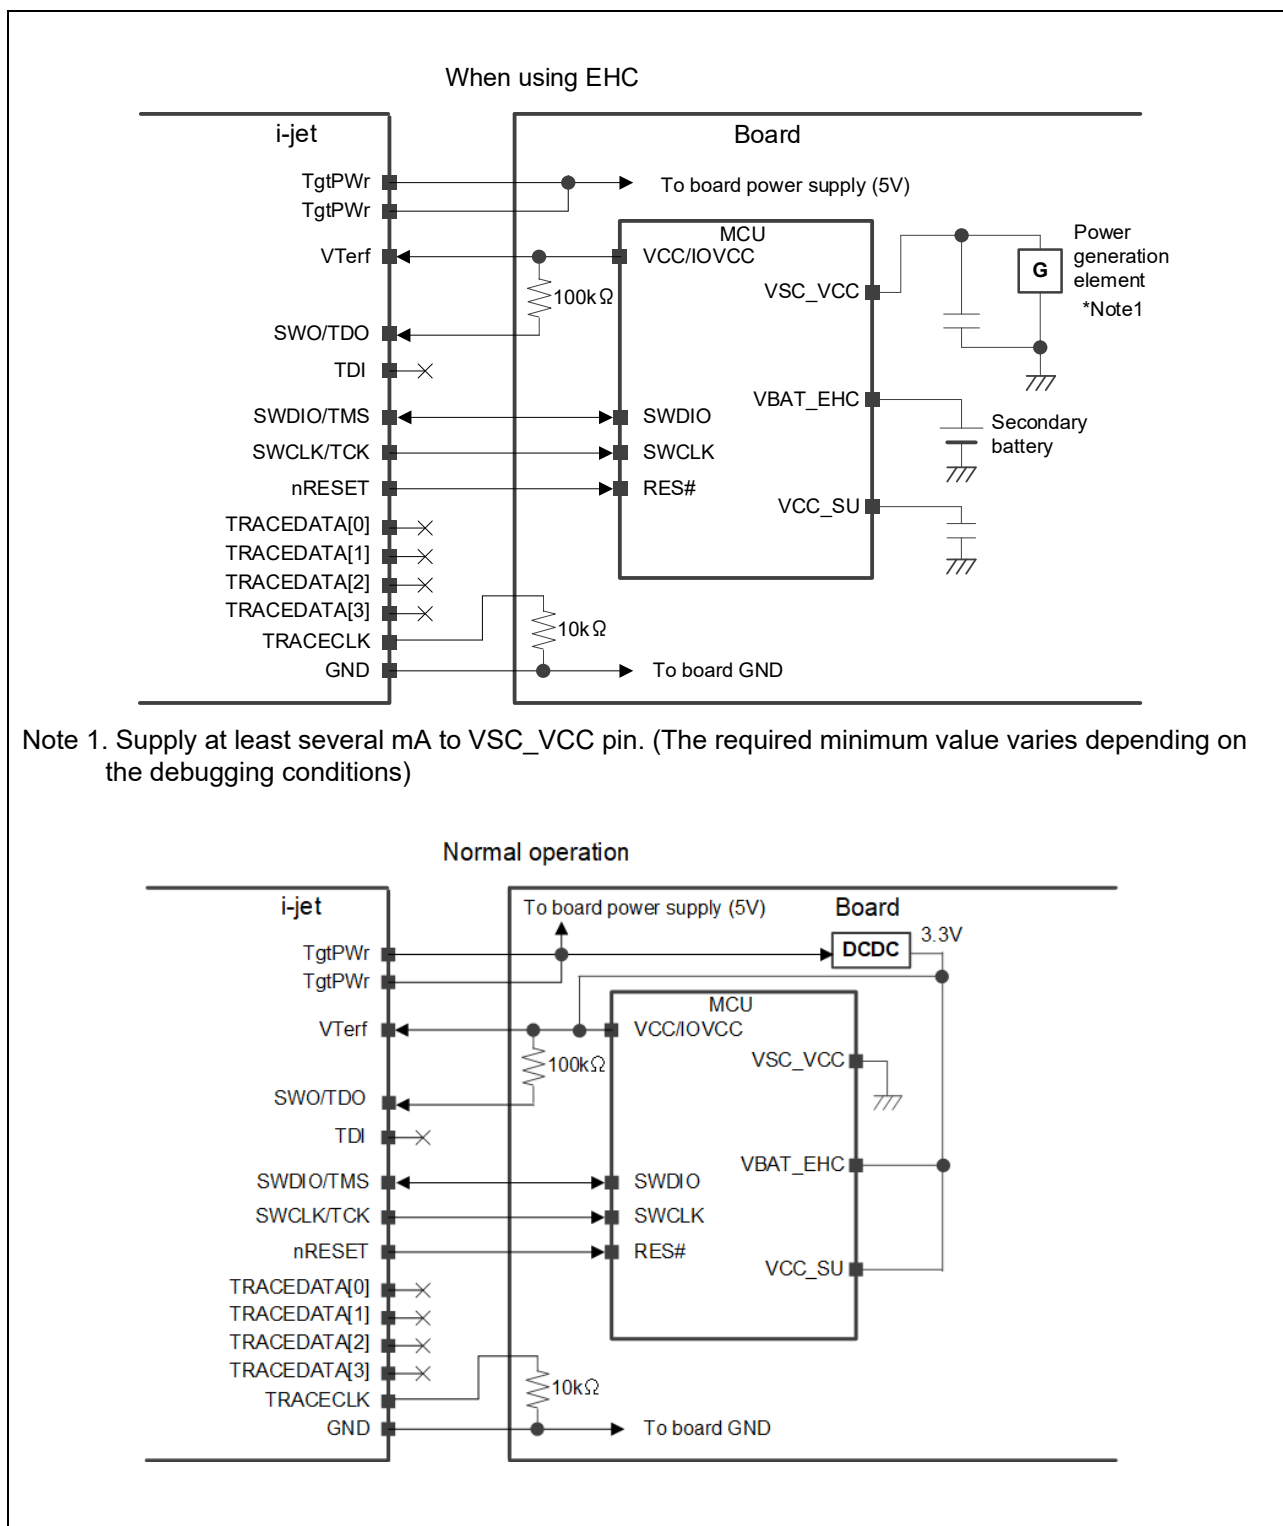 When using EHC
i-jet
Board
TgtPWr
To board power supply (5V)
TgtPWr
MCU
VTerf
VCC/IOVCC
Power
generation
element
*Note1
G
VSC_VCC
100kΩ
SWO/TDO
TDI
VBAT_EHC
SWDIO/TMS
SWDIO
Secondary
battery
SWCLK/TCK
SWCLK
nRESET
RES#
VCC_SU
TRACEDATA[0]
TRACEDATA[1]
TRACEDATA[2]
TRACEDATA[3]
10kΩ
TRACECLK
GND
To board GND
Note 1. Supply at least several mA to VSC_VCC pin. (The required minimum value varies depending on
the debugging conditions)
Normal operation
i-jet
To board power supply (5V)
Board
3.3V
TgtPWr
DCDC
TgtPWr
MCU
VTerf
VCC/IOVCC
100kΩ
VSC_VCC
SWO/TDO
TDI
VBAT_EHC
SWDIO/TMS
SWDIO
SWCLK/TCK
SWCLK
nRESET
RES#
VCC_SU
TRACEDATA[0]
TRACEDATA[1]
TRACEDATA[2]
TRACEDATA[3]
10kΩ
TRACECLK
GND
To board GND